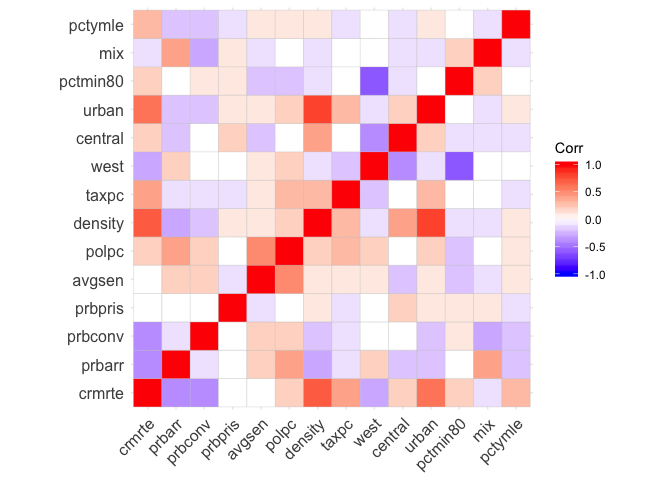 pctymle
mix
pctmin80
urban
central
west
taxpc
density
polpc
avgsen
prbpris
prbconv
prbarr
crmrte
crmrte
prbarr
prbconv
prbpris
avgsen
polpc
density
taxpc
west
central
urban
pctmin80
mix
pctymle
Corr
1.0
0.5
0.0
-0.5
-1.0